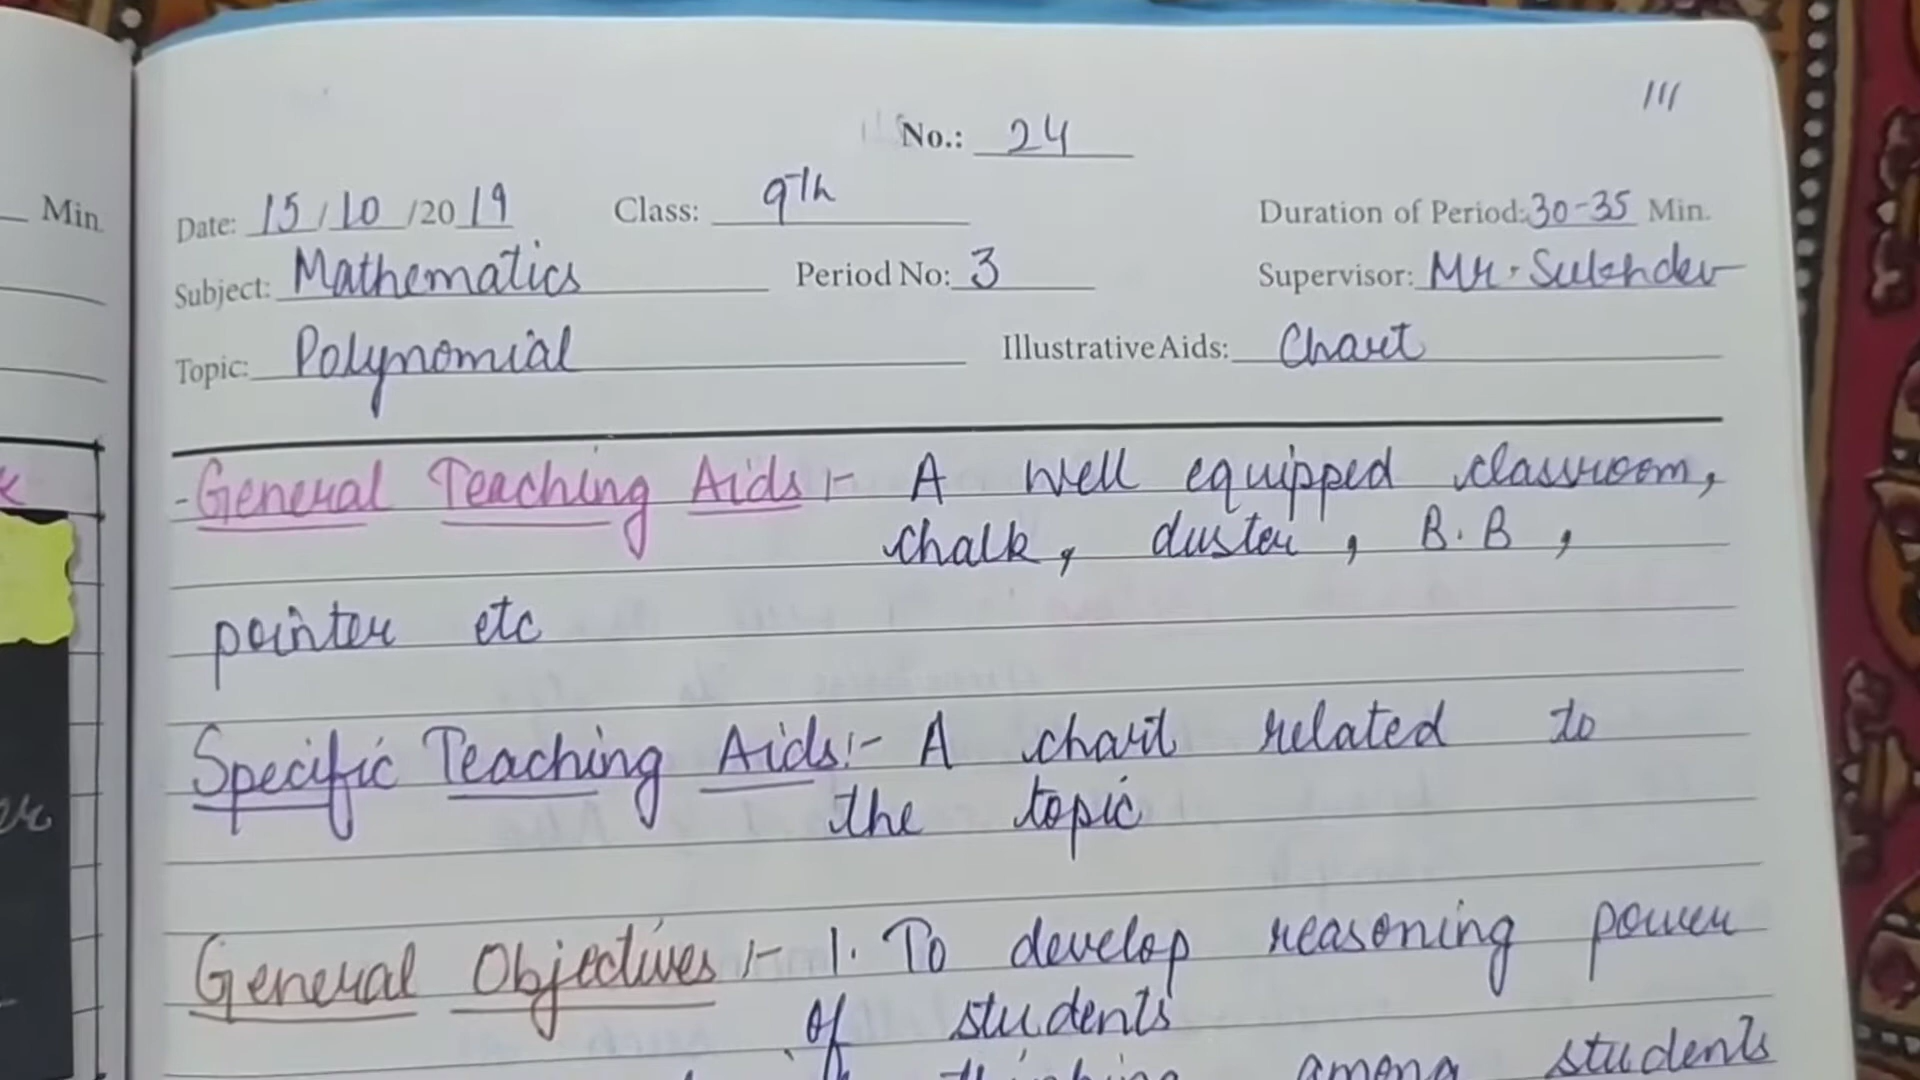 111
No.: 24
Date: 15/10/2019 Class: 9th Duration of Period: 30-35 Min.
Subject: Mathematics Period No: 3 Supervisor: Mr. Sukhdev
Topic: Polynomial Illustrative Aids: Chart
- General Teaching Aids :- A well equipped classroom,
chalk, duster, B.B,
pointer etc
Specific Teaching Aids :- A chart related to
the topic
General Objectives :- 1. To develop reasoning power
of students
thinking among students
Min.